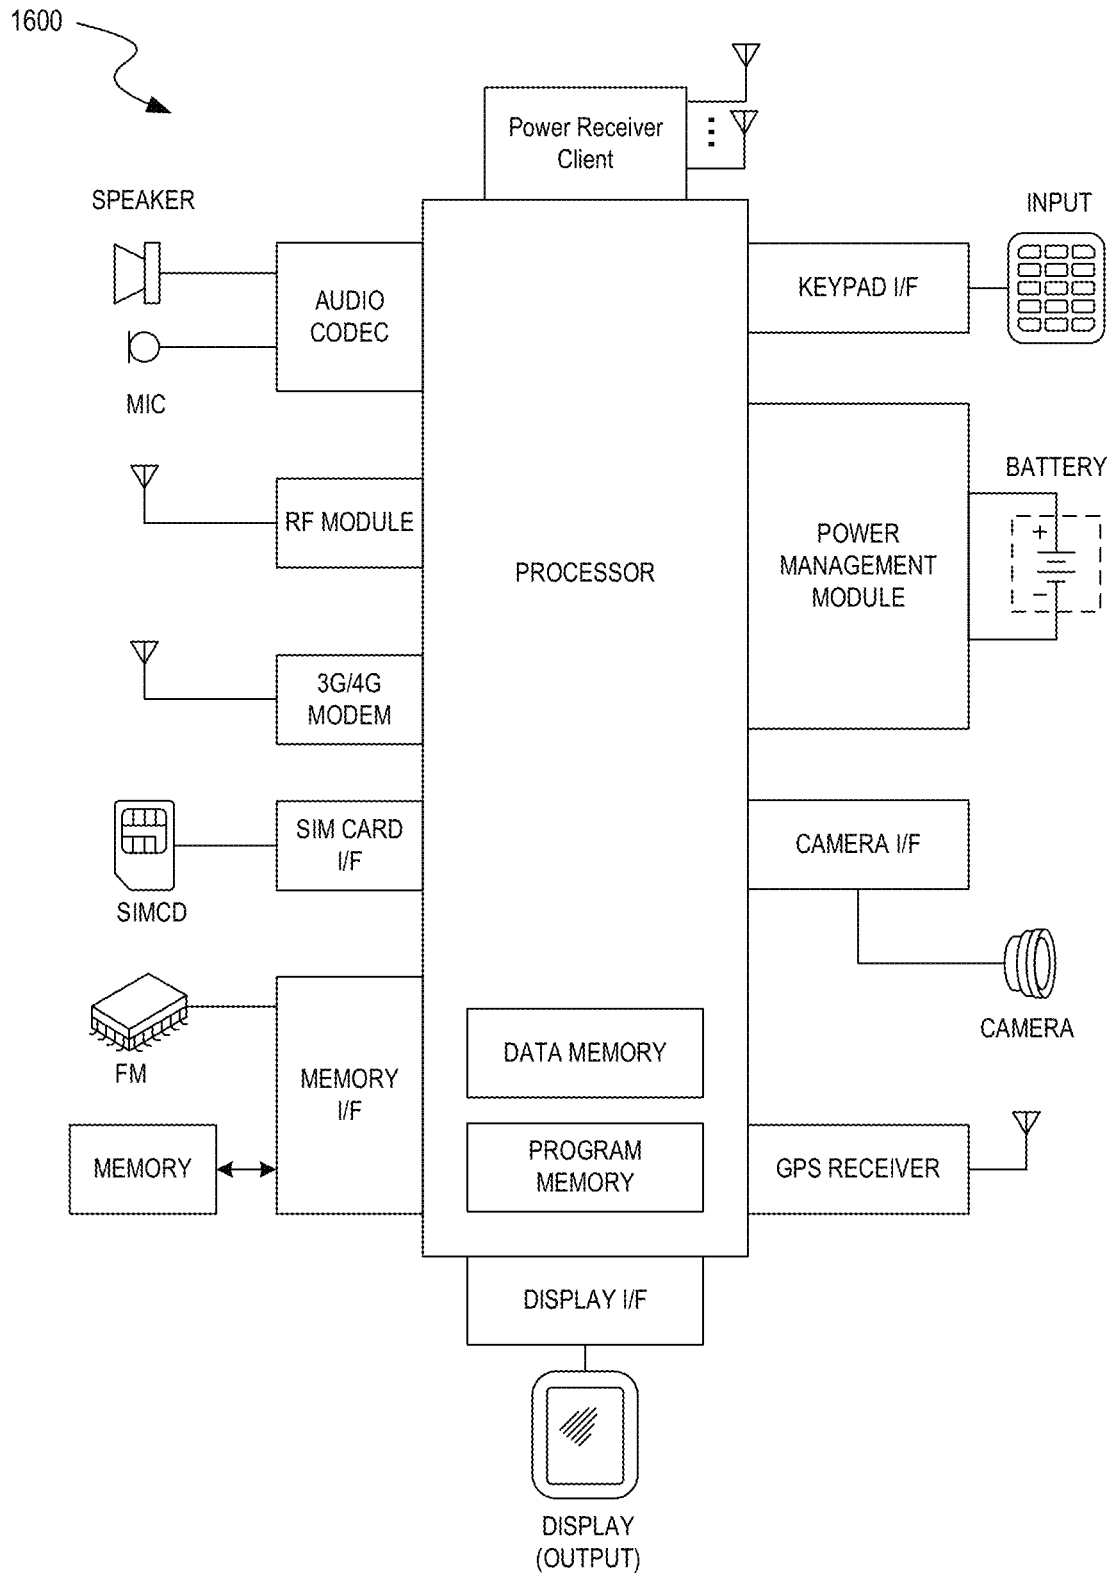 1600
Power Receiver
Client
SPEAKER
INPUT
AUDIO
CODEC
KEYPAD I/F
MIC
BATTERY
+
−
RF MODULE
PROCESSOR
POWER
MANAGEMENT
MODULE
3G/4G
MODEM
SIM CARD
I/F
CAMERA I/F
SIMCD
CAMERA
FM
MEMORY
I/F
DATA MEMORY
MEMORY
PROGRAM
MEMORY
GPS RECEIVER
DISPLAY I/F
DISPLAY
(OUTPUT)